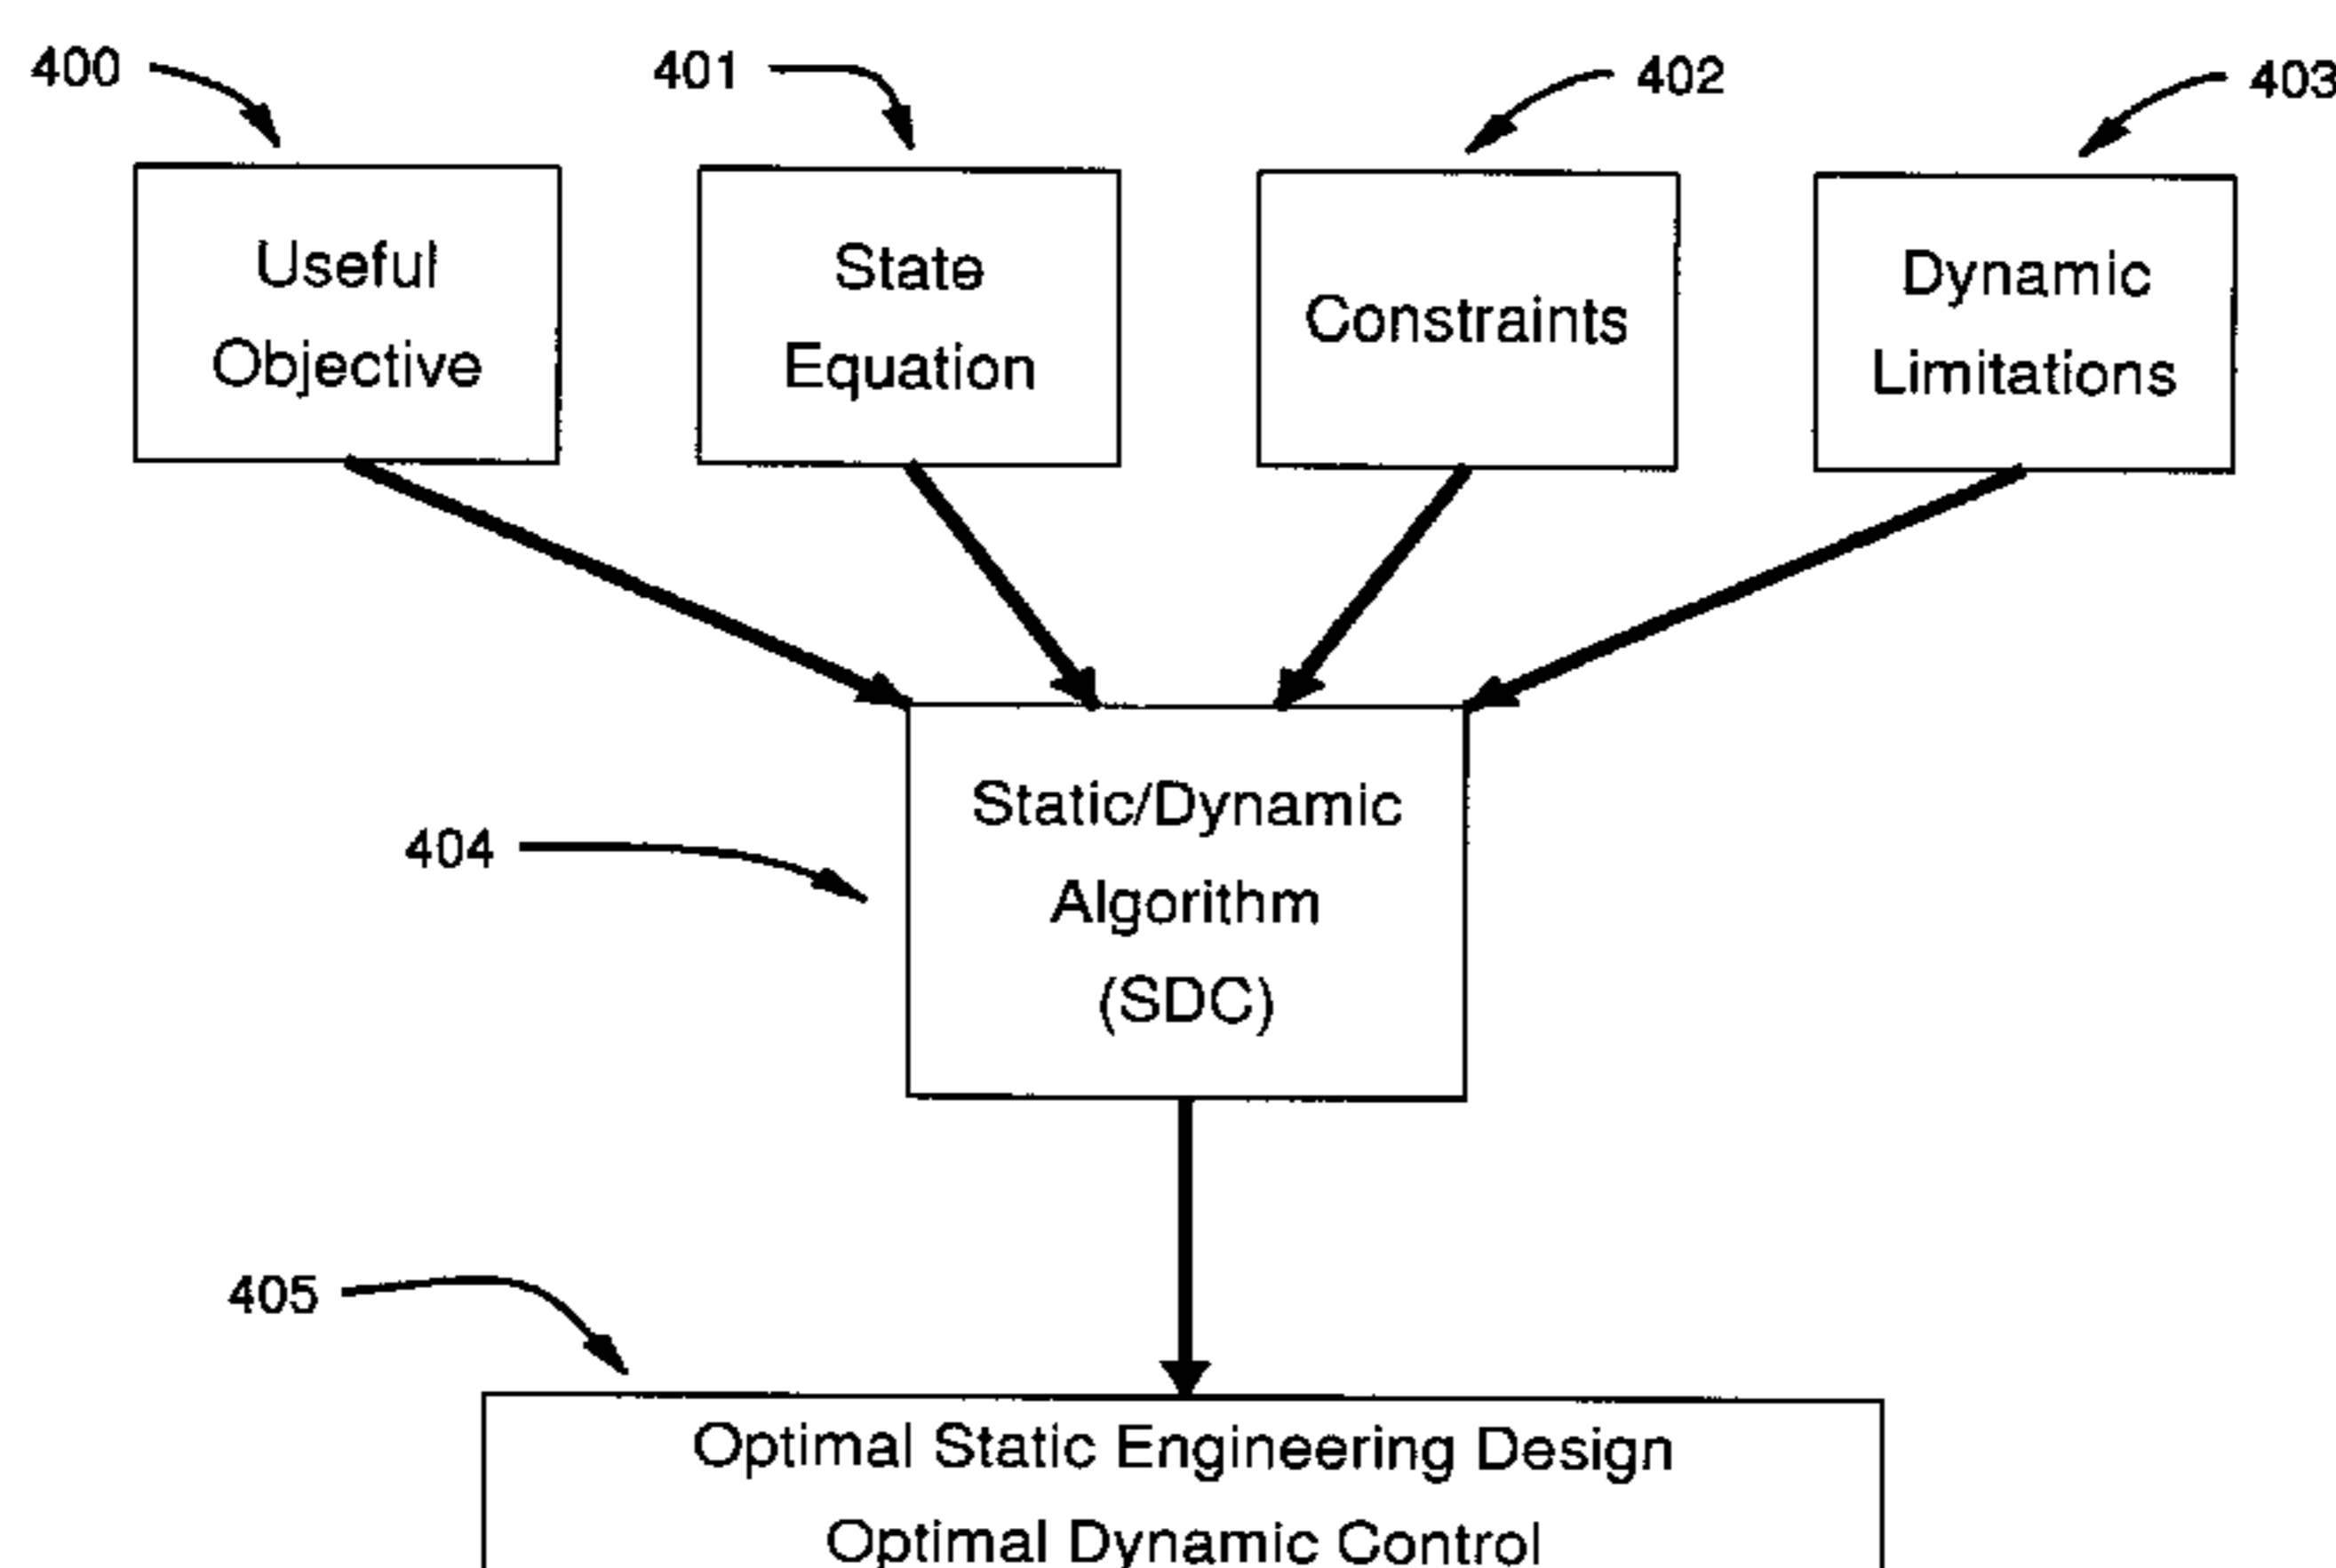 400
401
402
403
Useful
Objective
State
Equation
Constraints
Dynamic
Limitations
404
Static/Dynamic
Algorithm
(SDC)
405
Optimal Static Engineering Design
Optimal Dynamic Control